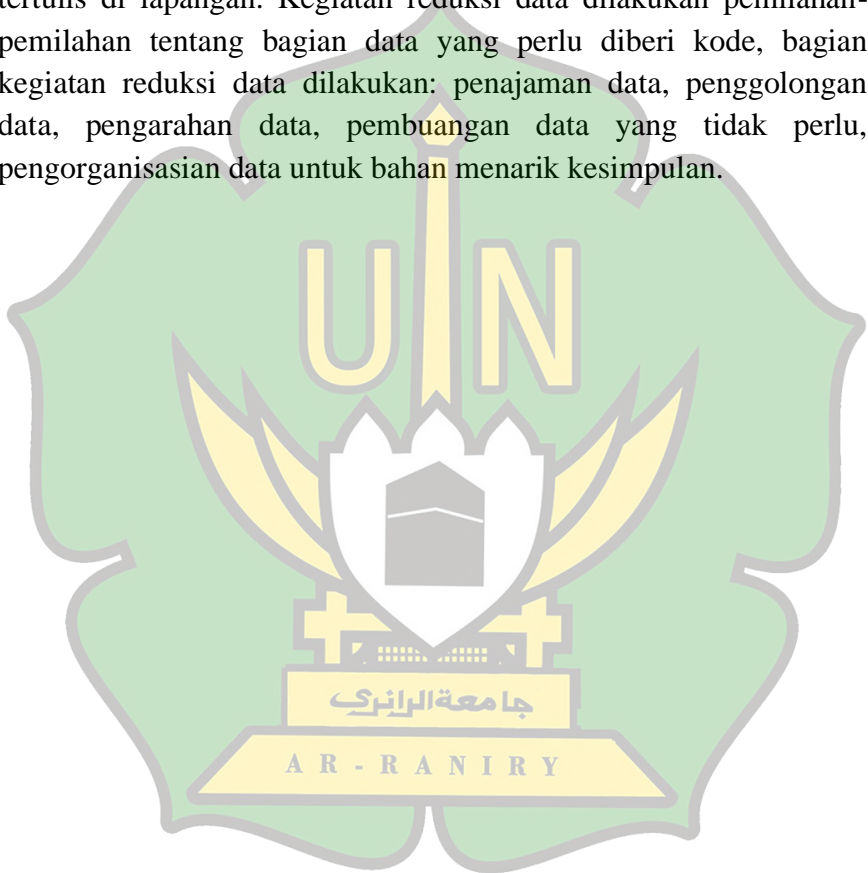 tertulis di lapangan. Kegiatan reduksi data dilakukan pemilahan-
pemilahan tentang bagian data yang perlu diberi kode, bagian
kegiatan reduksi data dilakukan: penajaman data, penggolongan
data, pengarahan data, pembuangan data yang tidak perlu,
pengorganisasian data untuk bahan menarik kesimpulan.
UIN
جامعة الرانري
AR-RANIRY